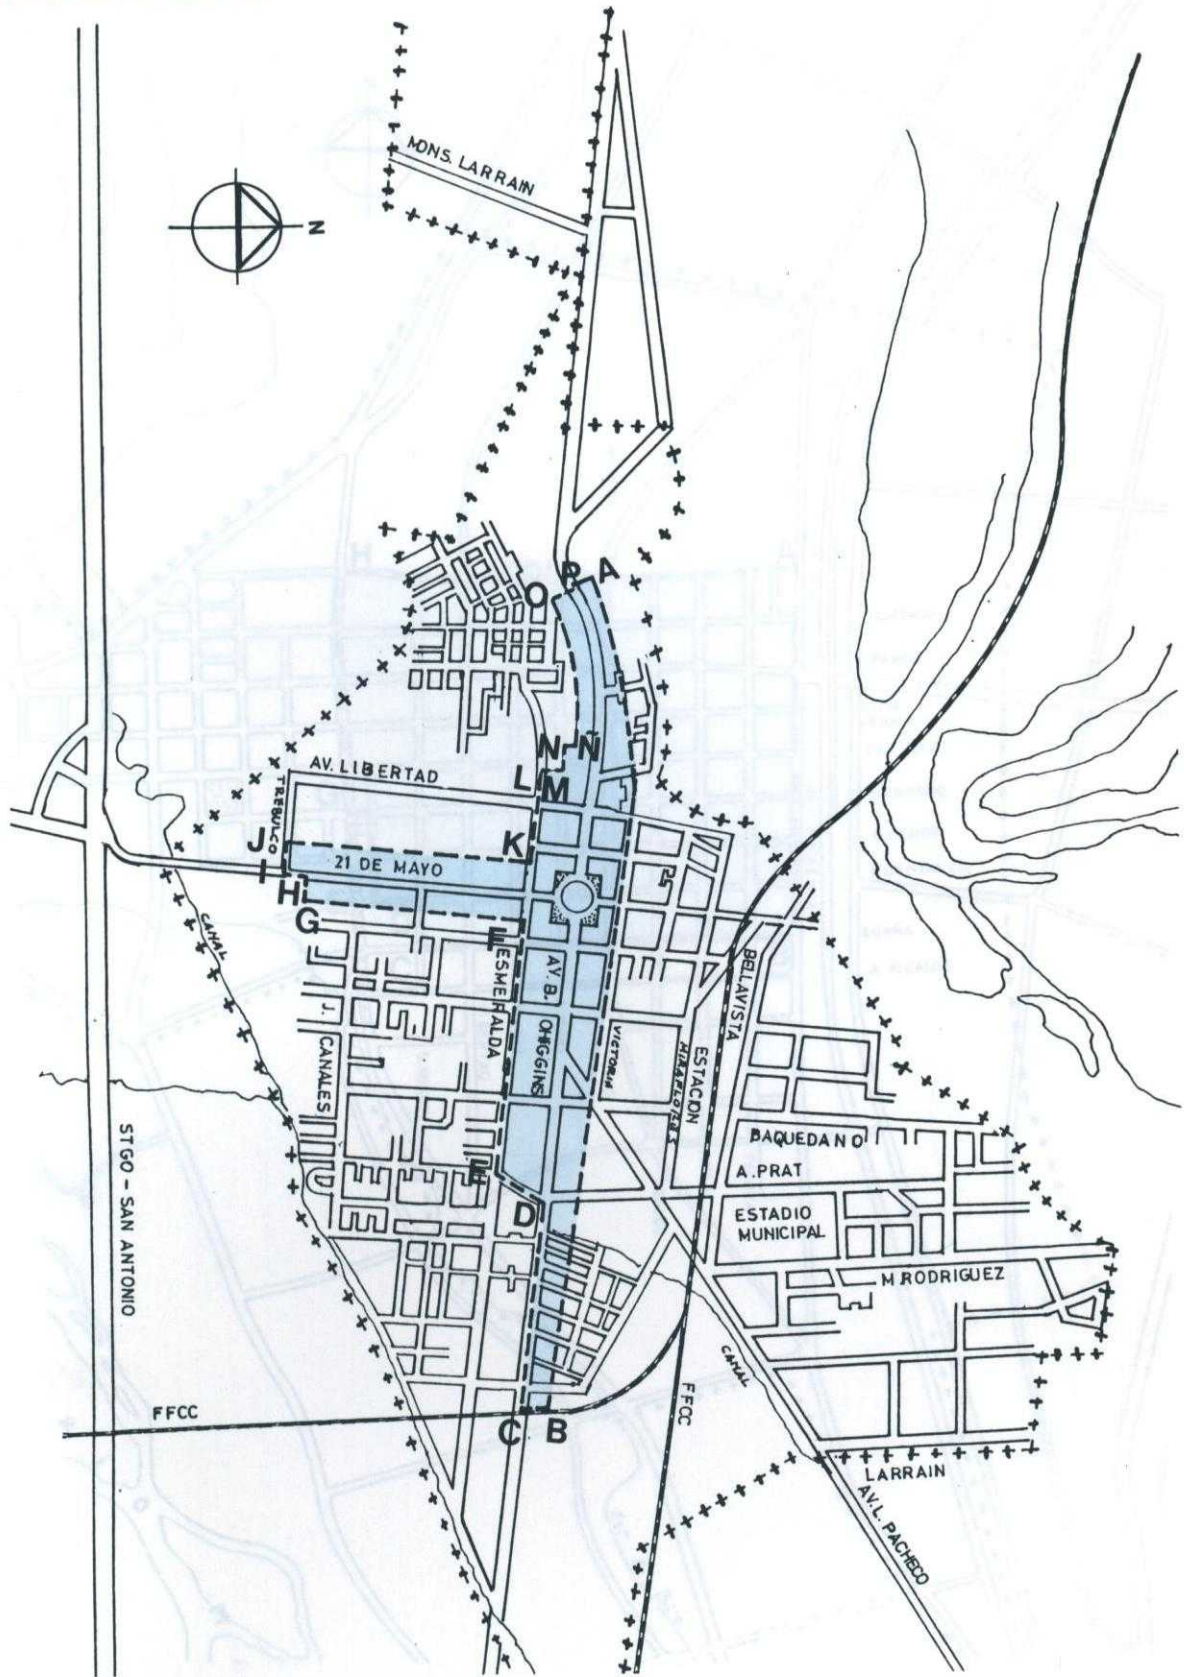 MONS. LARRAIN
N
P
A
O
N
Ñ
AV. LIBERTAD
L
M
TREBULCO
J
K
21 DE MAYO
I
H
G
CANAL
F
ESMERALDA
AV. B.
OHIGGINS
VICTORIA
BELLAVISTA
ESTACION
MIRAFLORES
J. CANALES
BAQUEDANO
A. PRAT
E
D
ESTADIO
MUNICIPAL
M. RODRIGUEZ
STGO - SAN ANTONIO
CANAL
FFCC
FFCC
C
B
LARRAIN
AV. L. PACHECO